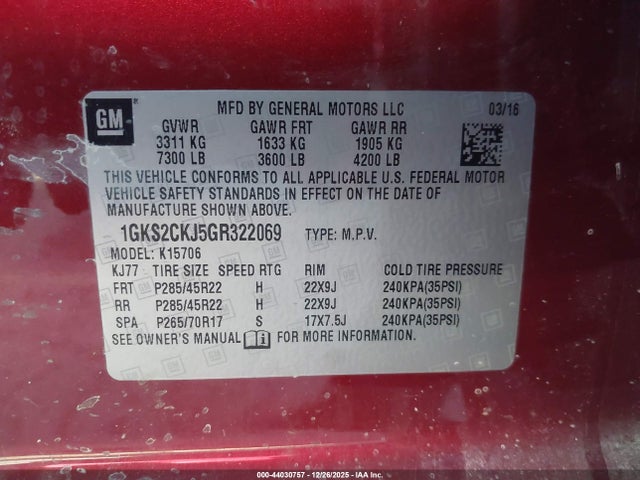 GM
MFD BY GENERAL MOTORS LLC 03/16
GVWR GAWR FRT GAWR RR
3311 KG 1633 KG 1905 KG
7300 LB 3600 LB 4200 LB
THIS VEHICLE CONFORMS TO ALL APPLICABLE U.S. FEDERAL MOTOR
VEHICLE SAFETY STANDARDS IN EFFECT ON THE DATE OF
MANUFACTURE SHOWN ABOVE.
1GKS2CKJ5GR322069 TYPE: M.P.V.
MODEL: K15706
KJ77 TIRE SIZE SPEED RTG RIM COLD TIRE PRESSURE
FRT P285/45R22 H 22X9J 240KPA(35PSI)
RR P285/45R22 H 22X9J 240KPA(35PSI)
SPA P265/70R17 S 17X7.5J 240KPA(35PSI)
SEE OWNER'S MANUAL FOR MORE INFORMATION.
000-44030757 - 12/26/2025 - IAA Inc.